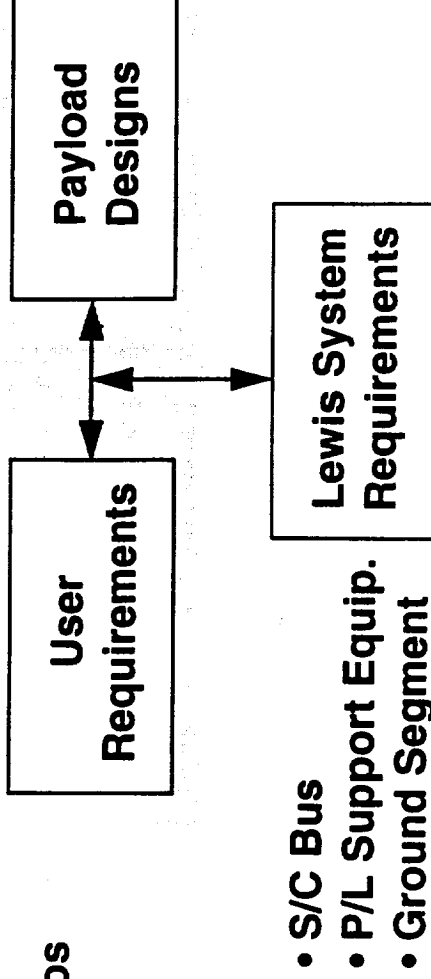 User
Requirements
Payload
Designs
Lewis System
Requirements
• S/C Bus
• P/L Support Equip.
• Ground Segment